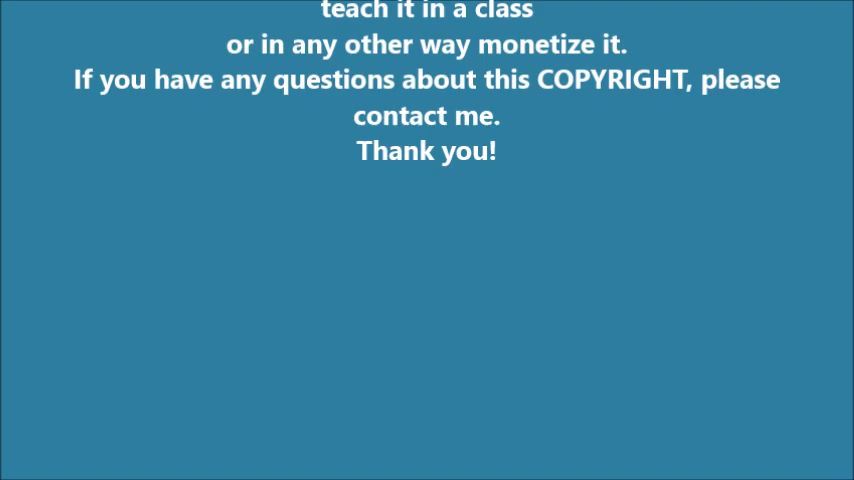 teach it in a class
or in any other way monetize it.
If you have any questions about this COPYRIGHT, please
contact me.
Thank you!